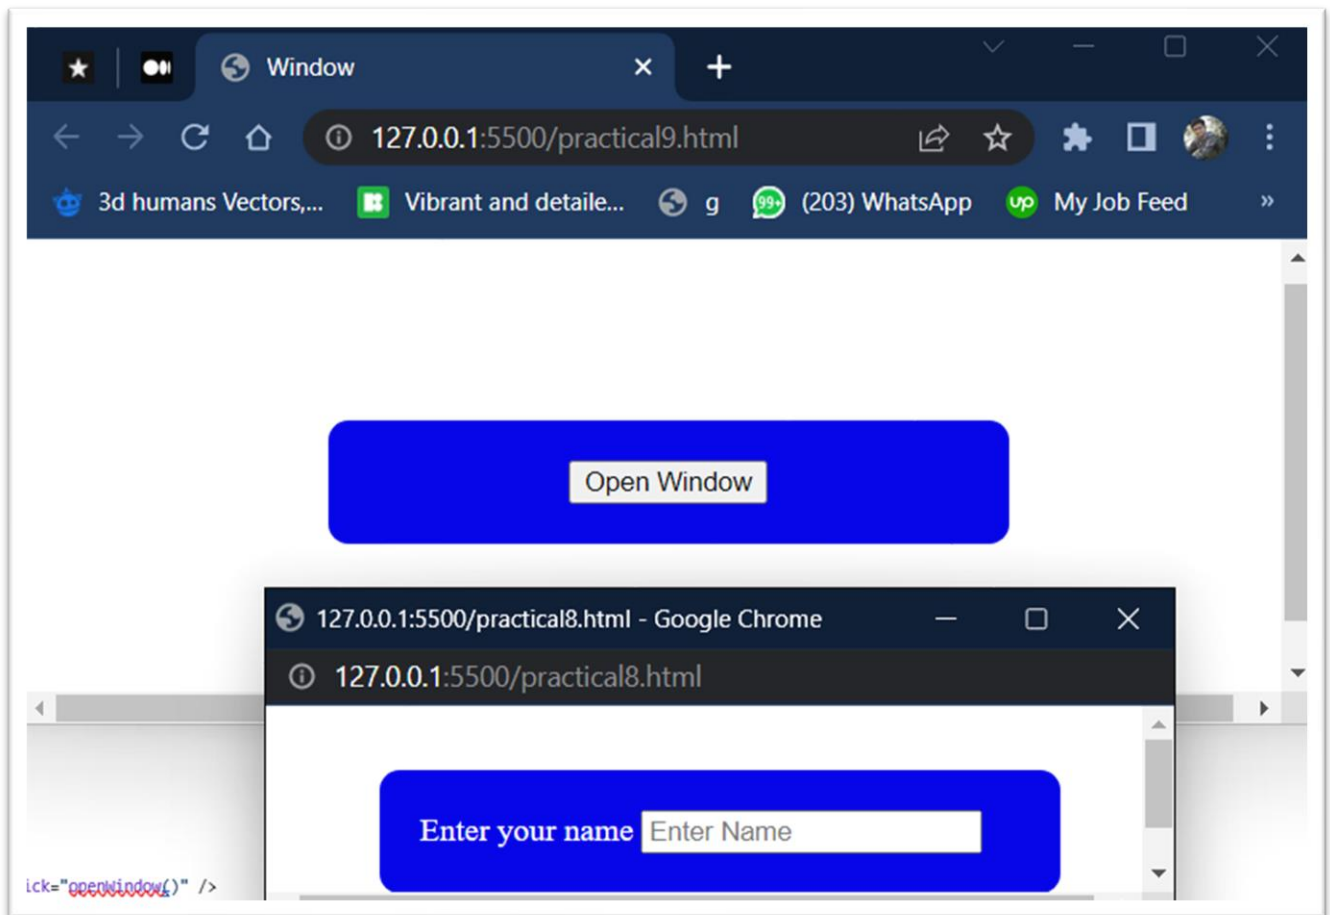 Window
127.0.0.1:5500/practical9.html
3d humans Vectors,... Vibrant and detaile... g 99+ (203) WhatsApp up My Job Feed »
Open Window
127.0.0.1:5500/practical8.html - Google Chrome
127.0.0.1:5500/practical8.html
Enter your name Enter Name
ick="openWindow()" />